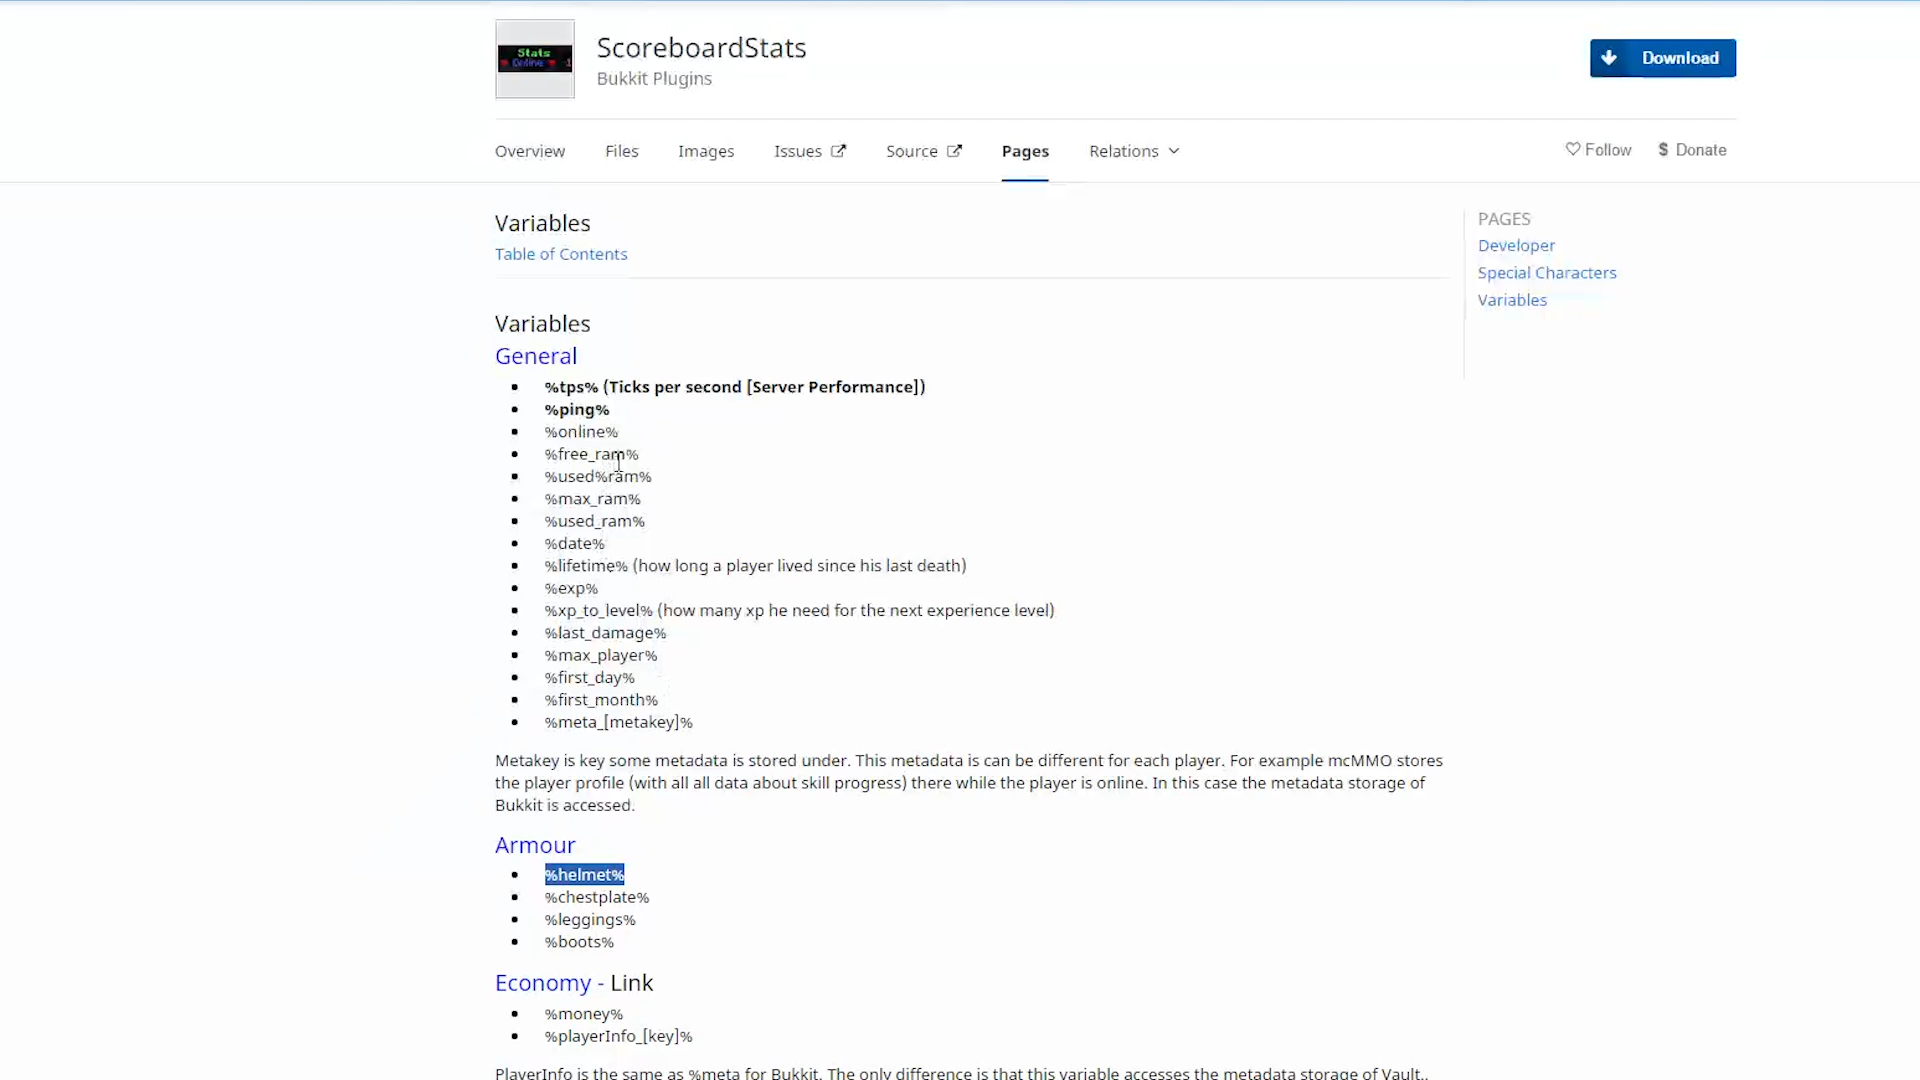 Stats
Online
ScoreboardStats
Bukkit Plugins
Download
Overview
Files
Images
Issues
Source
Pages
Relations
Follow
$ Donate
Variables
Table of Contents
PAGES
Developer
Special Characters
Variables
Variables
General
• %tps% (Ticks per second [Server Performance])
• %ping%
• %online%
• %free_ram%
• %used%ram%
• %max_ram%
• %used_ram%
• %date%
• %lifetime% (how long a player lived since his last death)
• %exp%
• %xp_to_level% (how many xp he need for the next experience level)
• %last_damage%
• %max_player%
• %first_day%
• %first_month%
• %meta_[metakey]%
Metakey is key some metadata is stored under. This metadata is can be different for each player. For example mcMMO stores
the player profile (with all all data about skill progress) there while the player is online. In this case the metadata storage of
Bukkit is accessed.
Armour
• %helmet%
• %chestplate%
• %leggings%
• %boots%
Economy - Link
• %money%
• %playerInfo_[key]%
PlayerInfo is the same as %meta for Bukkit. The only difference is that this variable accesses the metadata storage of Vault..